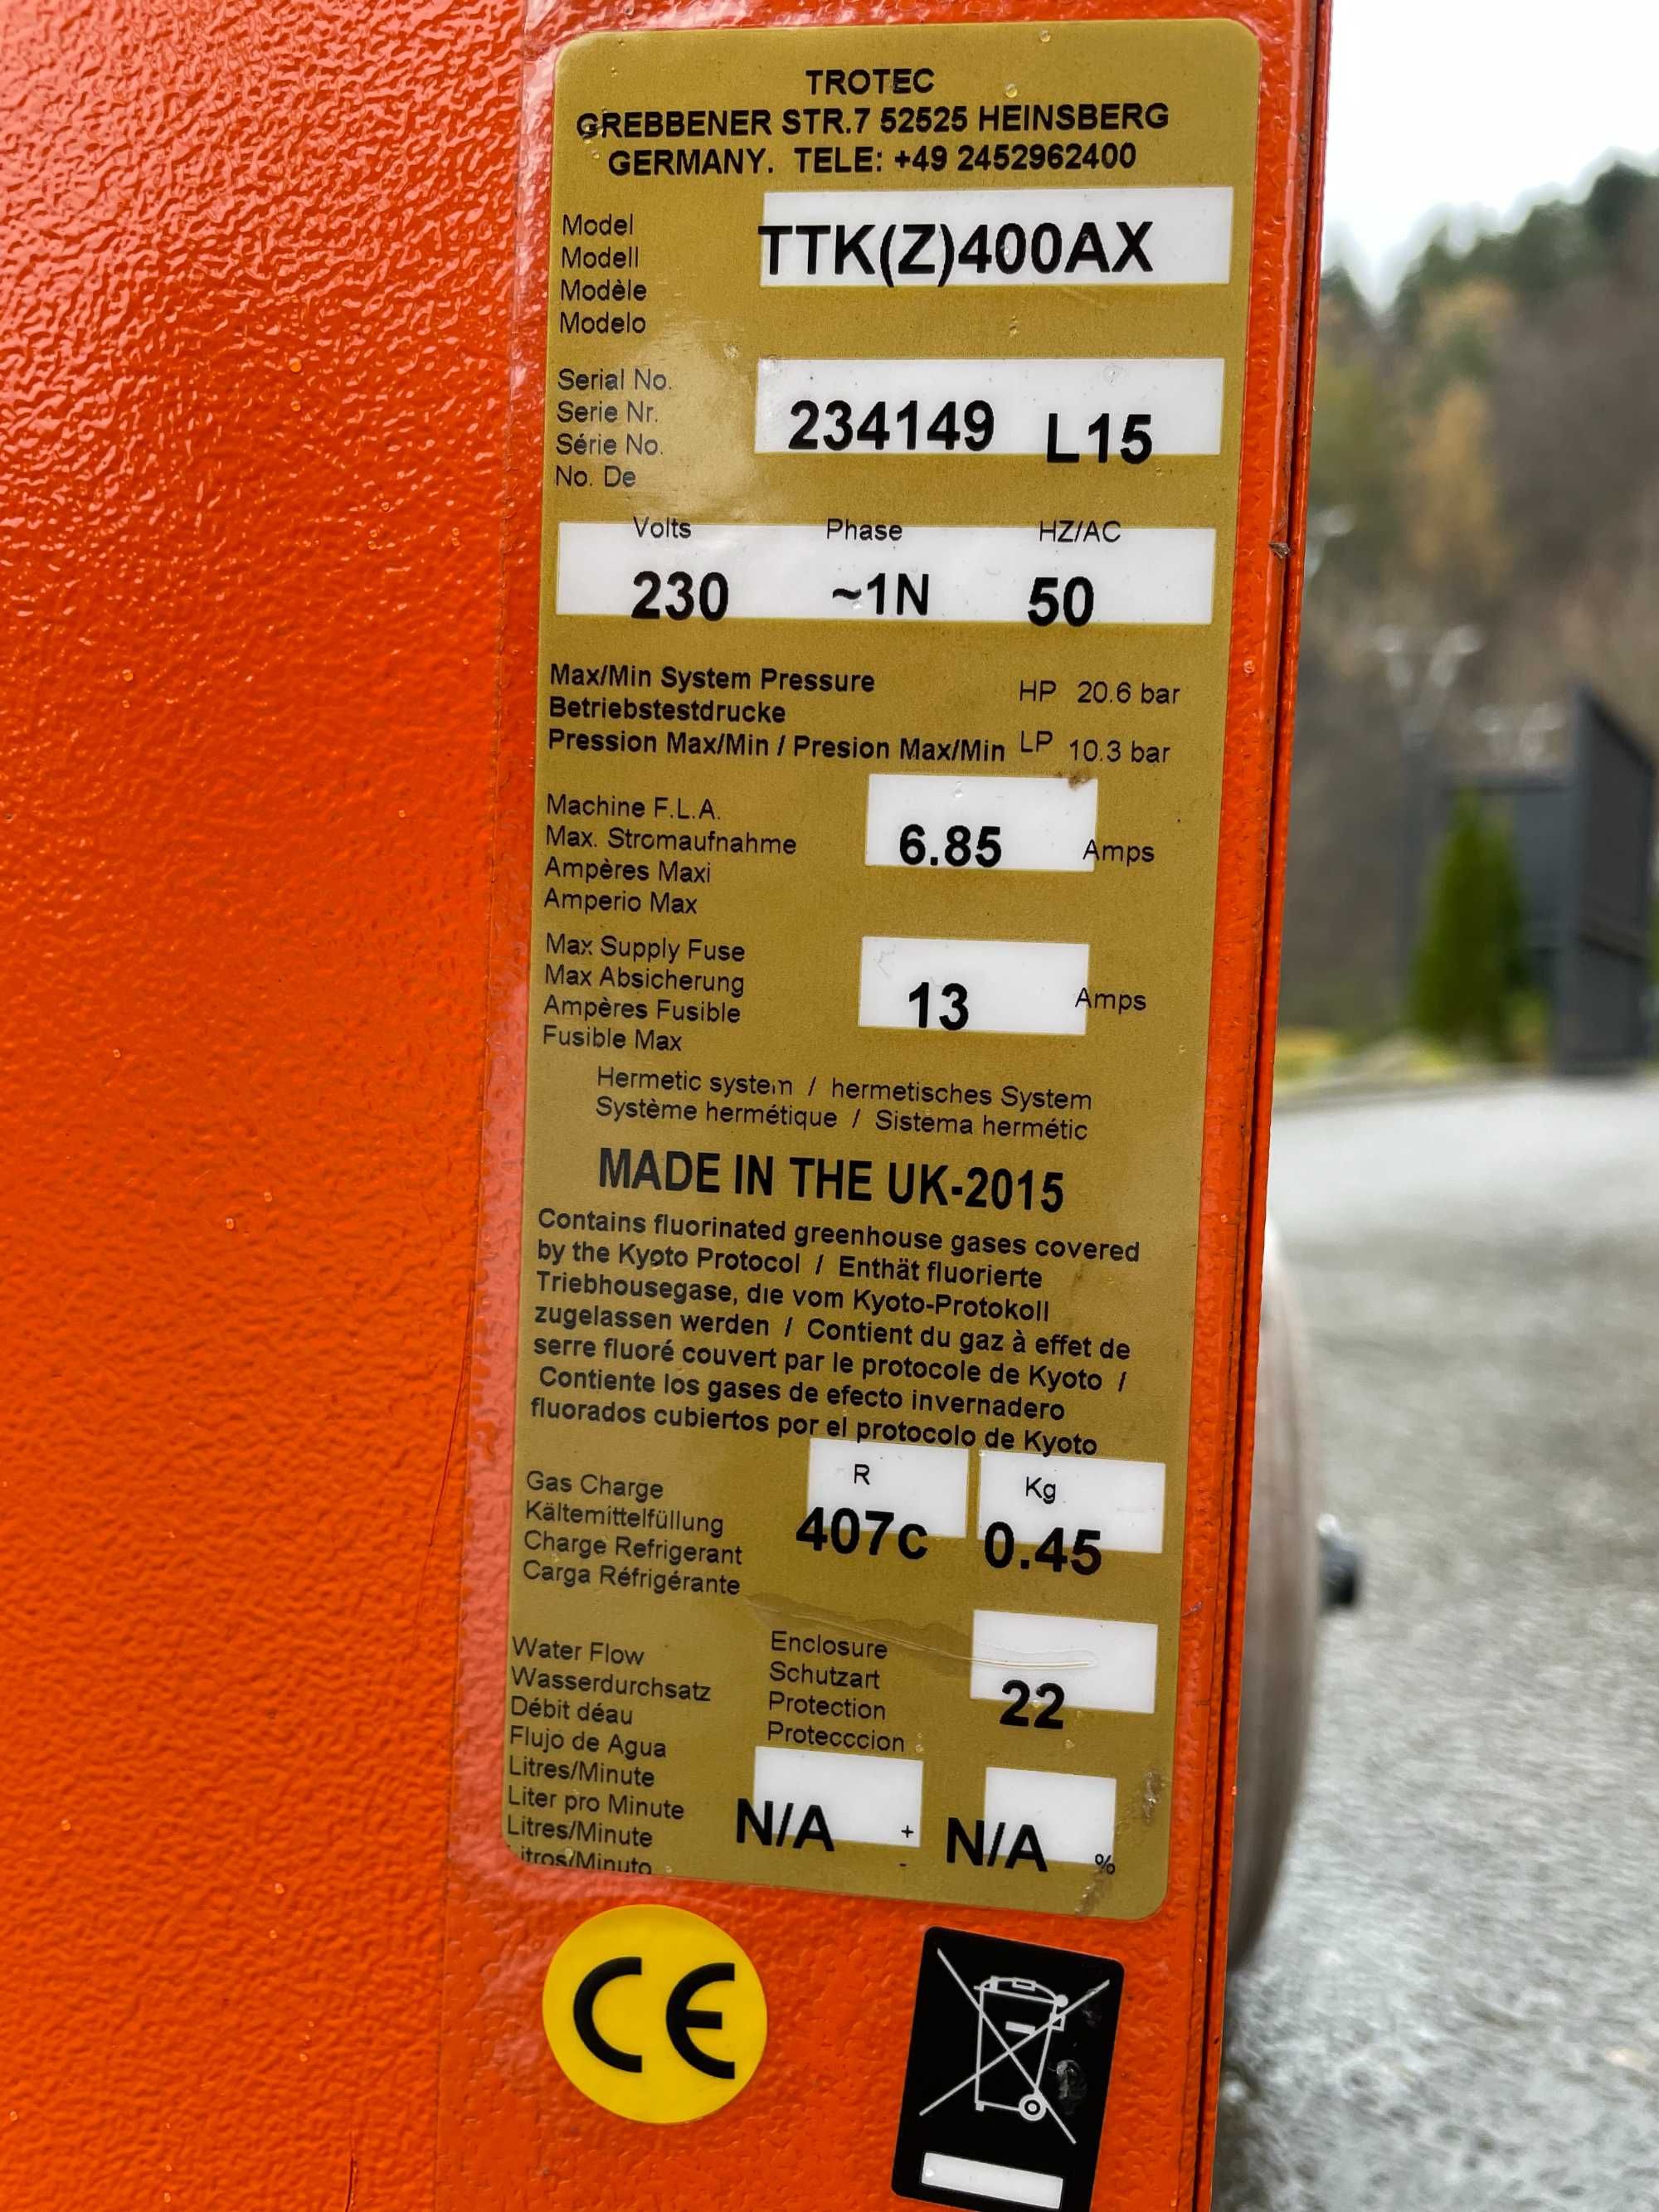 TROTEC
GREBBENER STR.7 52525 HEINSBERG
GERMANY. TELE: +49 2452962400
Model
Modell
Modèle
Modelo
TTK(Z)400AX
Serial No.
Serie Nr.
Série No.
No. De
234149 L15
Volts Phase HZ/AC
230 ~1N 50
Max/Min System Pressure
Betriebstestdrucke
Pression Max/Min / Presion Max/Min
HP 20.6 bar
LP 10.3 bar
Machine F.L.A.
Max. Stromaufnahme
Ampères Maxi
Amperio Max
6.85 Amps
Max Supply Fuse
Max Absicherung
Ampères Fusible
Fusible Max
13 Amps
Hermetic system / hermetisches System
Système hermétique / Sistema hermétic
MADE IN THE UK-2015
Contains fluorinated greenhouse gases covered
by the Kyoto Protocol / Enthät fluorierte
Triebhousegase, die vom Kyoto-Protokoll
zugelassen werden / Contient du gaz à effet de
serre fluoré couvert par le protocole de Kyoto /
Contiente los gases de efecto invernadero
fluorados cubiertos por el protocolo de Kyoto
Gas Charge
Kältemittelfüllung
Charge Refrigerant
Carga Réfrigérante
R Kg
407c 0.45
Water Flow
Wasserdurchsatz
Débit déau
Flujo de Agua
Litres/Minute
Liter pro Minute
Litres/Minute
Litros/Minuto
Enclosure
Schutzart
Protection
Protecccion
22
N/A + - N/A %
CE